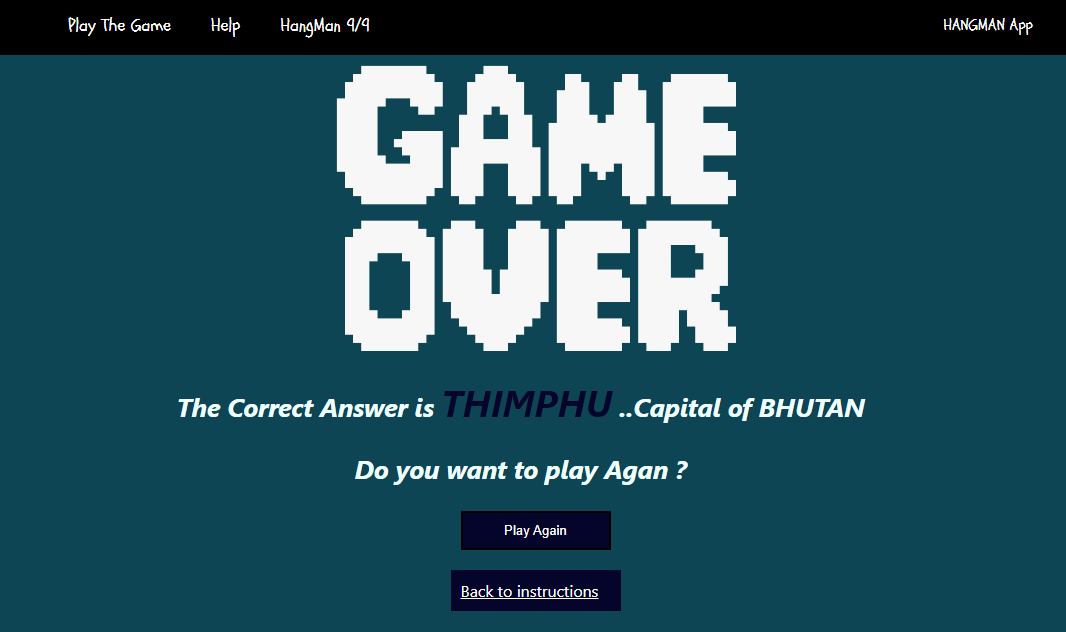 Play The Game Help HangMan 9/9 HANGMAN App
GAME
OVER
The Correct Answer is THIMPHU ..Capital of BHUTAN
Do you want to play Agan ?
Play Again
Back to instructions